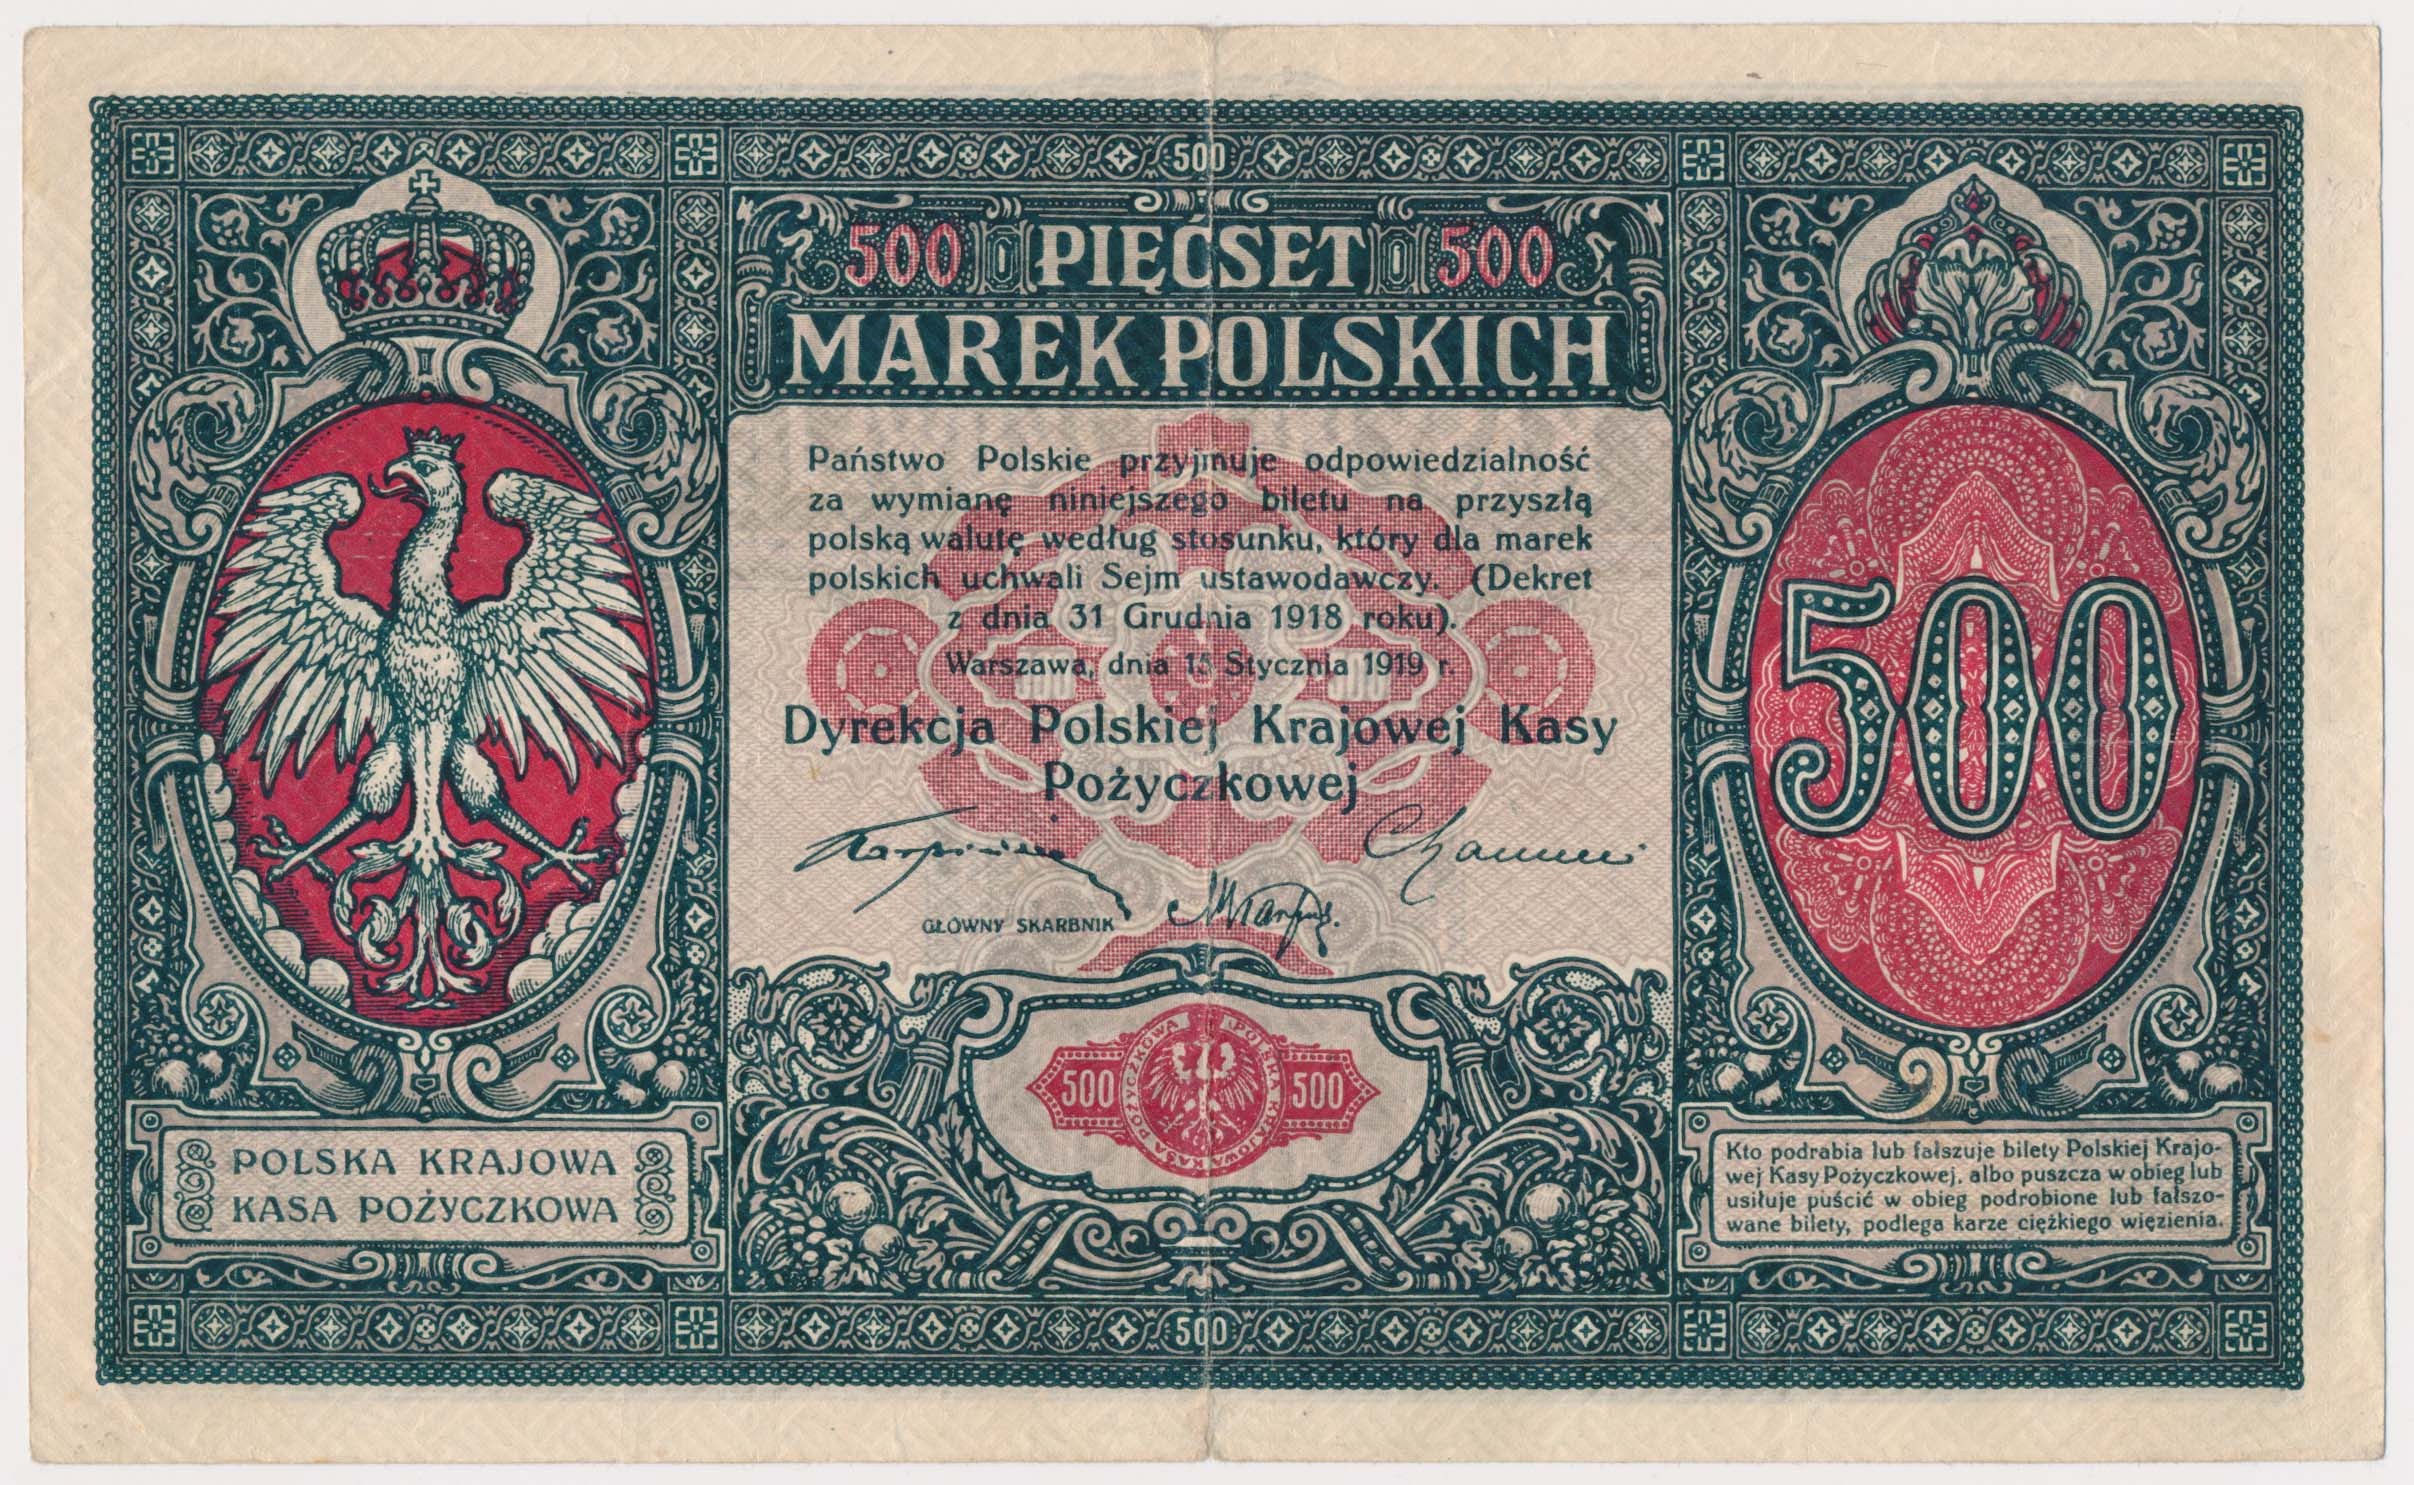 500
500 PIĘĆSET 500
MAREK POLSKICH
Państwo Polskie przyjmuje odpowiedzialność
za wymianę niniejszego biletu na przyszłą
polską walutę według stosunku, który dla marek
polskich uchwali Sejm ustawodawczy. (Dekret
z dnia 31 Grudnia 1918 roku).
Warszawa, dnia 15 Stycznia 1919 r.
Dyrekcja Polskiej Krajowej Kasy
Pożyczkowej
GŁÓWNY SKARBNIK
500
500 500
POLSKA KRAJOWA KASA POŻYCZKOWA
POLSKA KRAJOWA
KASA POŻYCZKOWA
Kto podrabia lub fałszuje bilety Polskiej Krajo-
wej Kasy Pożyczkowej, albo puszcza w obieg lub
usiłuje puścić w obieg podrobione lub fałszo-
wane bilety, podlega karze ciężkiego więzienia.
500